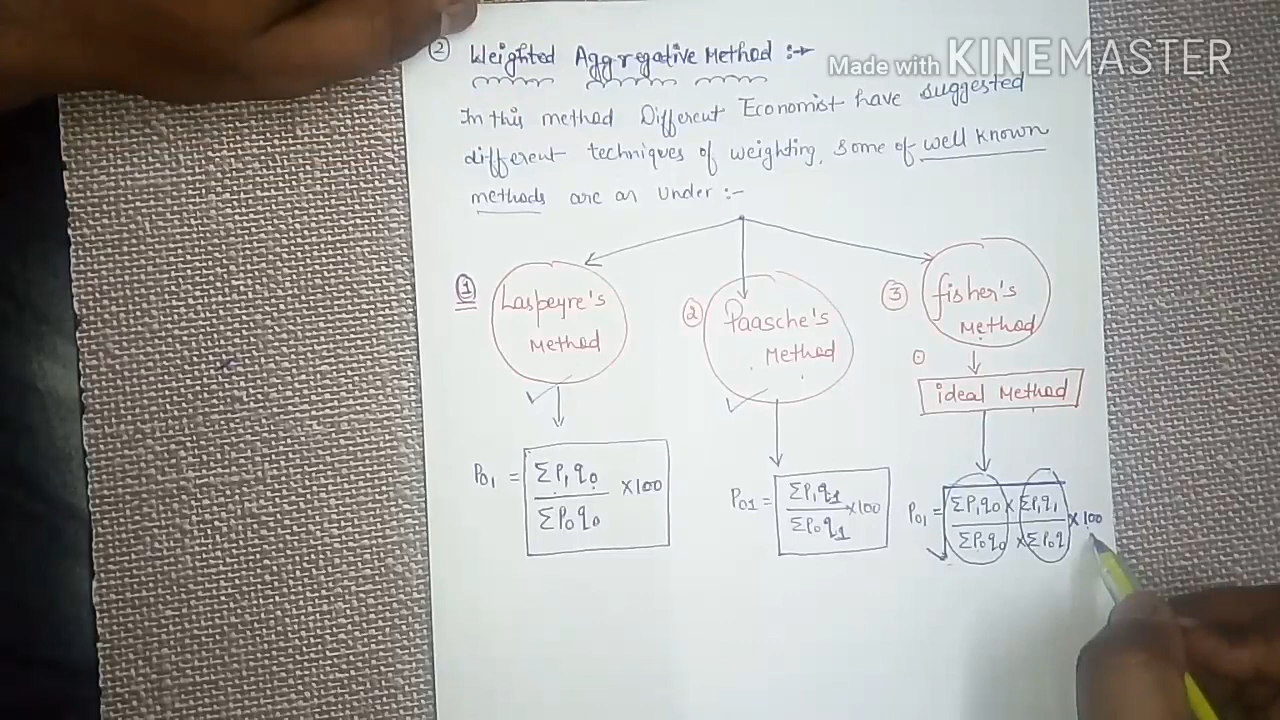 ② Weighted Aggregative Method :-
Made with KINEMASTER
In this method Different Economist have suggested
different techniques of weighting, some of well known
methods are as under :-
① Laspeyre's
Method
② Paasche's
Method
③ fisher's
Method
ideal Method
P₀₁ = ΣP₁q₀ / ΣP₀q₀ ×100
P₀₁ = ΣP₁q₁ / ΣP₀q₁ ×100
P₀₁ = √ ΣP₁q₀ × ΣP₁q₁ / ΣP₀q₀ × ΣP₀q ×100